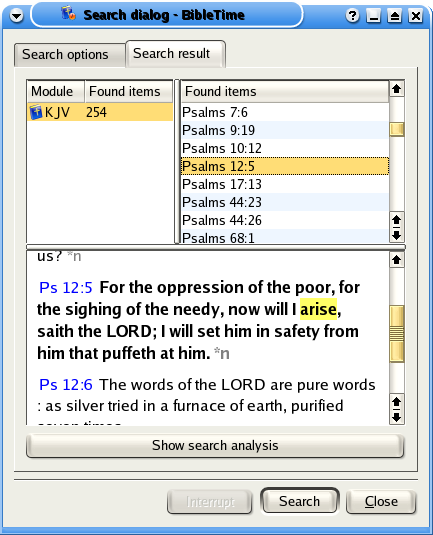 Search dialog - BibleTime
Search options
Search result
Module Found items
KJV 254
Found items
Psalms 7:6
Psalms 9:19
Psalms 10:12
Psalms 12:5
Psalms 17:13
Psalms 44:23
Psalms 44:26
Psalms 68:1
us? *n
Ps 12:5 For the oppression of the poor, for
the sighing of the needy, now will I arise,
saith the LORD; I will set him in safety from
him that puffeth at him. *n
Ps 12:6 The words of the LORD are pure words
: as silver tried in a furnace of earth, purified
seven times
Show search analysis
Interrupt
Search
Close